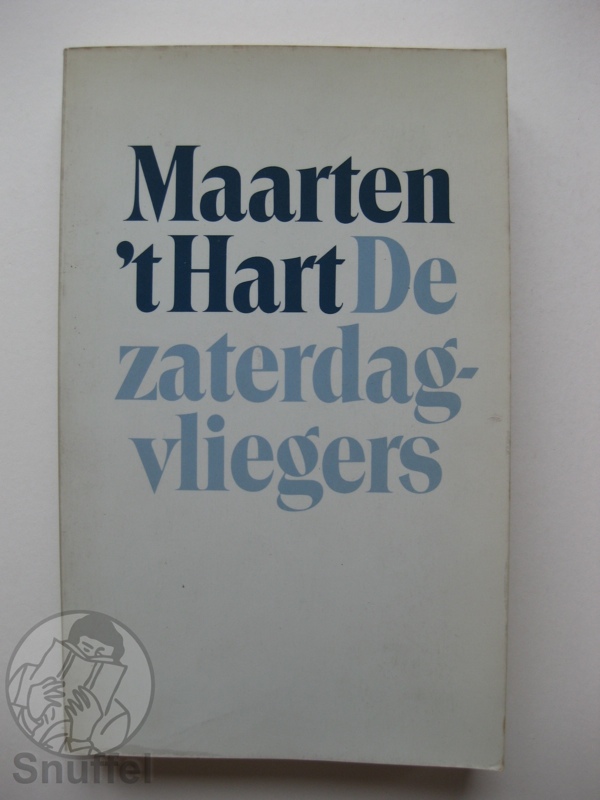 Maarten
’t Hart De
zaterdag-
vliegers
Snuffel